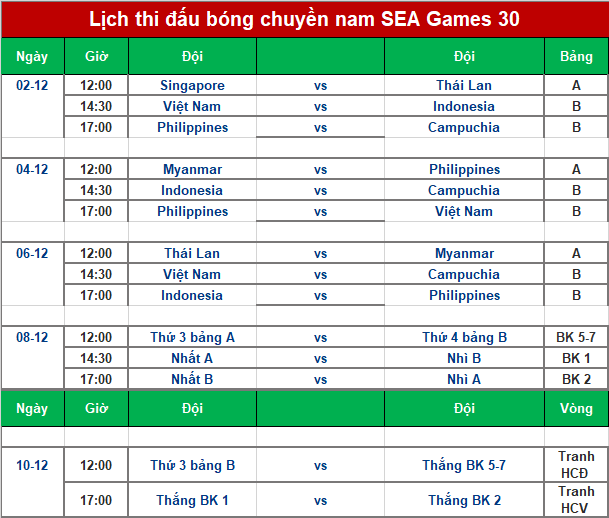 Lịch thi đấu bóng chuyền nam SEA Games 30
Ngày Giờ Đội Đội Bảng
02-12 12:00 Singapore vs Thái Lan A
14:30 Việt Nam vs Indonesia B
17:00 Philippines vs Campuchia B
04-12 12:00 Myanmar vs Philippines A
14:30 Indonesia vs Campuchia B
17:00 Philippines vs Việt Nam B
06-12 12:00 Thái Lan vs Myanmar A
14:30 Việt Nam vs Campuchia B
17:00 Indonesia vs Philippines B
08-12 12:00 Thứ 3 bảng A vs Thứ 4 bảng B BK 5-7
14:30 Nhất A vs Nhì B BK 1
17:00 Nhất B vs Nhì A BK 2
Ngày Giờ Đội Đội Vòng
10-12 12:00 Thứ 3 bảng B vs Thắng BK 5-7 Tranh
HCĐ
17:00 Thắng BK 1 vs Thắng BK 2 Tranh
HCV